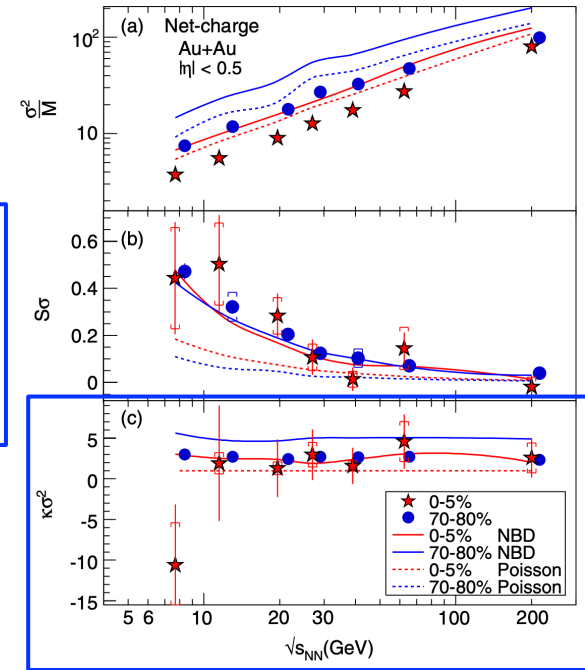 (a) Net-charge
Au+Au
|η| < 0.5
10²
10
σ²/M
(b)
0.6
0.4
0.2
0
Sσ
(c)
5
0
-5
-10
-15
κσ²
0-5%
70-80%
0-5% NBD
70-80% NBD
0-5% Poisson
70-80% Poisson
5 6 10 20 30 100 200
√sNN(GeV)